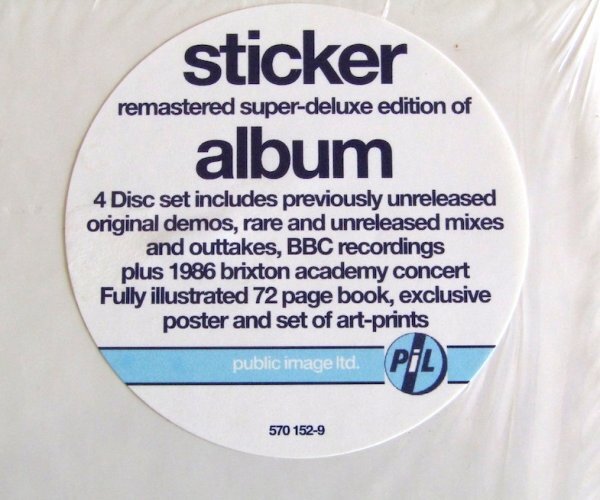 sticker
remastered super-deluxe edition of
album
4 Disc set includes previously unreleased
original demos, rare and unreleased mixes
and outtakes, BBC recordings
plus 1986 brixton academy concert
Fully illustrated 72 page book, exclusive
poster and set of art-prints
public image ltd.
PiL
570 152-9